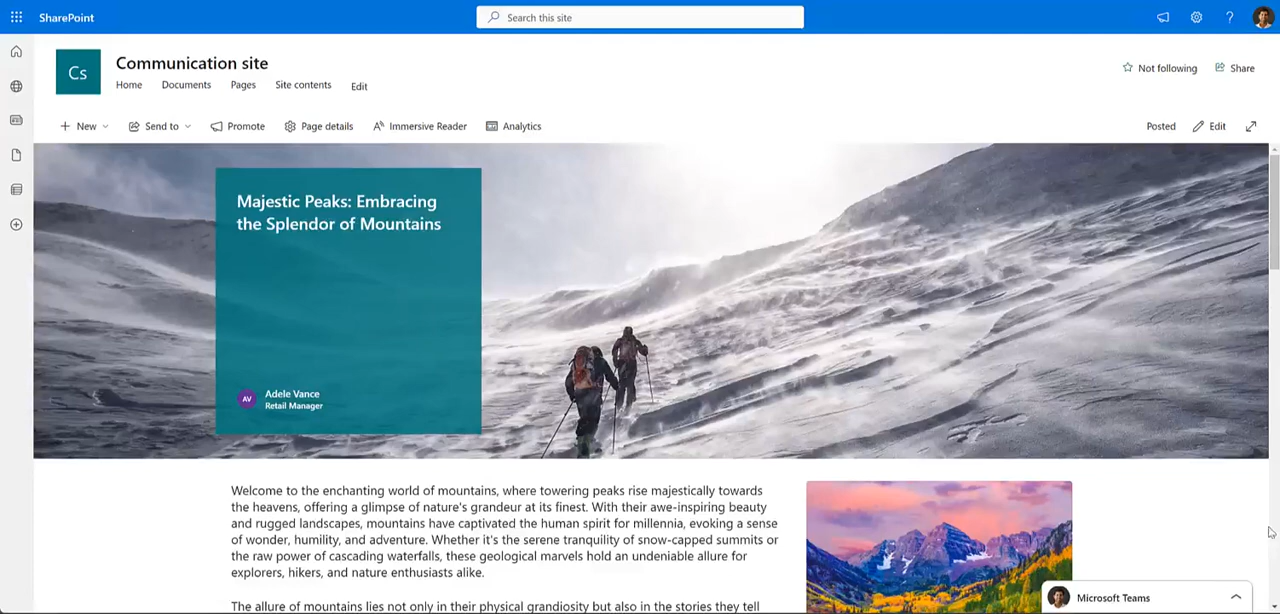 SharePoint
Search this site
?
Cs
Communication site
Home Documents Pages Site contents Edit
Not following Share
New Send to Promote Page details Immersive Reader Analytics
Posted Edit
Majestic Peaks: Embracing
the Splendor of Mountains
AV
Adele Vance
Retail Manager
Welcome to the enchanting world of mountains, where towering peaks rise majestically towards
the heavens, offering a glimpse of nature's grandeur at its finest. With their awe-inspiring beauty
and rugged landscapes, mountains have captivated the human spirit for millennia, evoking a sense
of wonder, humility, and adventure. Whether it's the serene tranquility of snow-capped summits or
the raw power of cascading waterfalls, these geological marvels hold an undeniable allure for
explorers, hikers, and nature enthusiasts alike.
The allure of mountains lies not only in their physical grandiosity but also in the stories they tell
Microsoft Teams